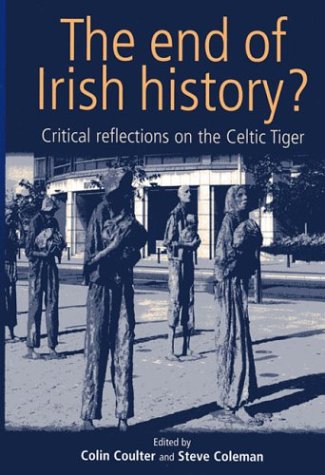 The end of
Irish history?
Critical reflections on the Celtic Tiger
Edited by
Colin Coulter and Steve Coleman